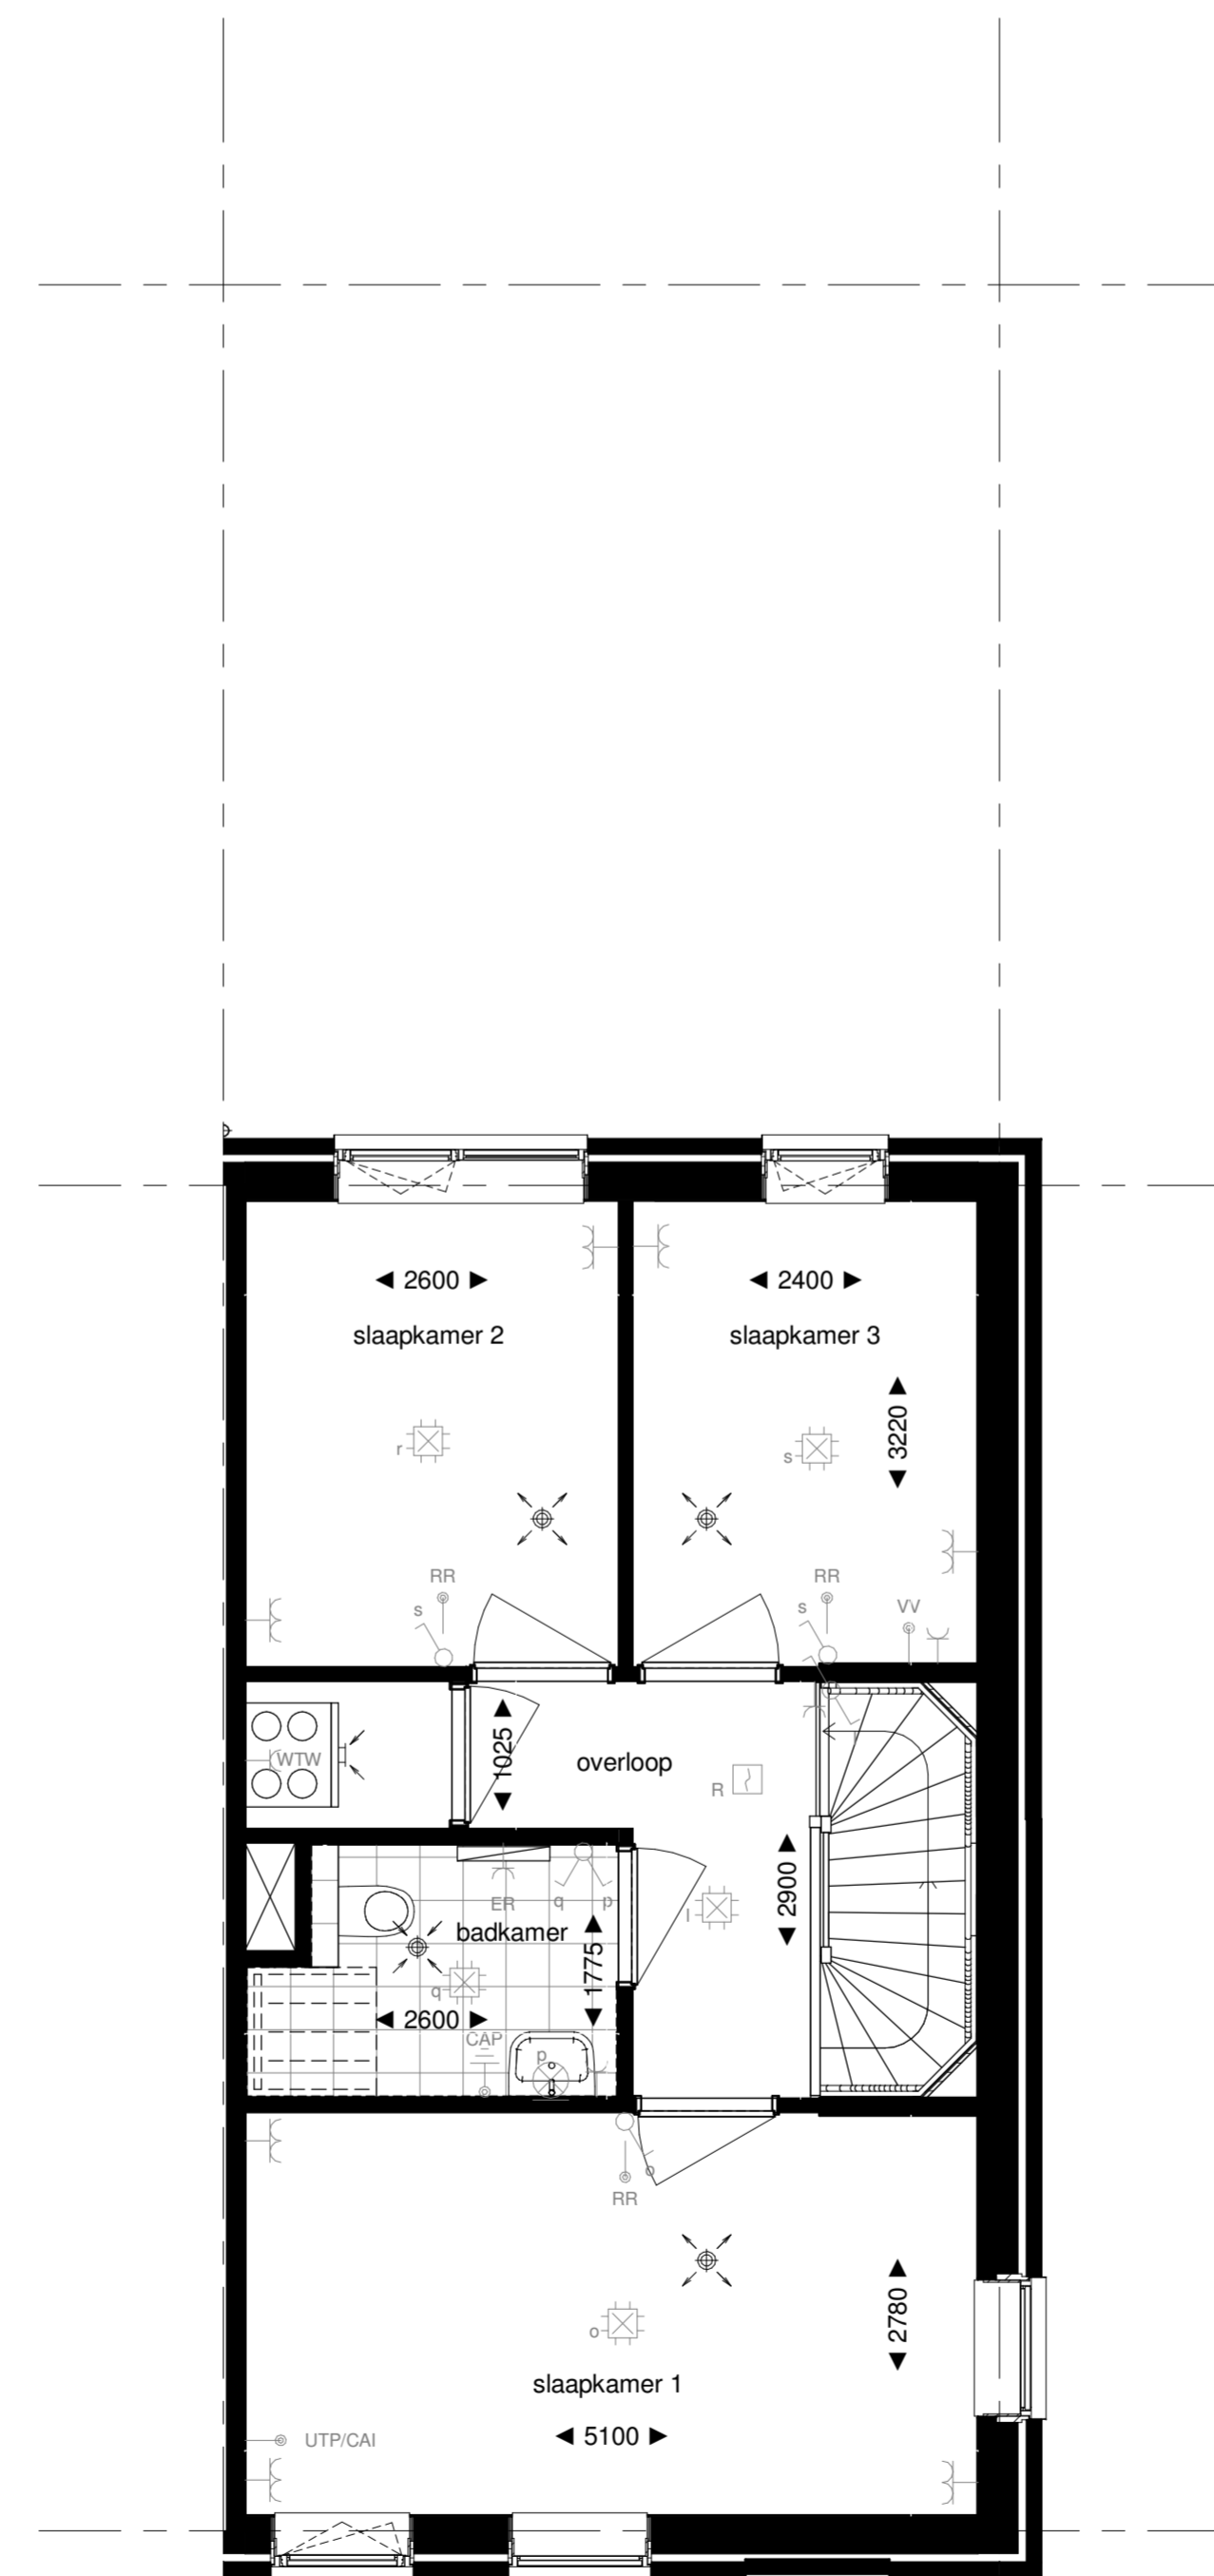 2600
2400
slaapkamer 2
slaapkamer 3
3220
r
s
RR
RR
s
s
VV
1025
WTW
overloop
R
l
2900
ER
q
p
l
badkamer
1775
q
2600
CAP
p
o
RR
2780
o
slaapkamer 1
5100
UTP/CAI